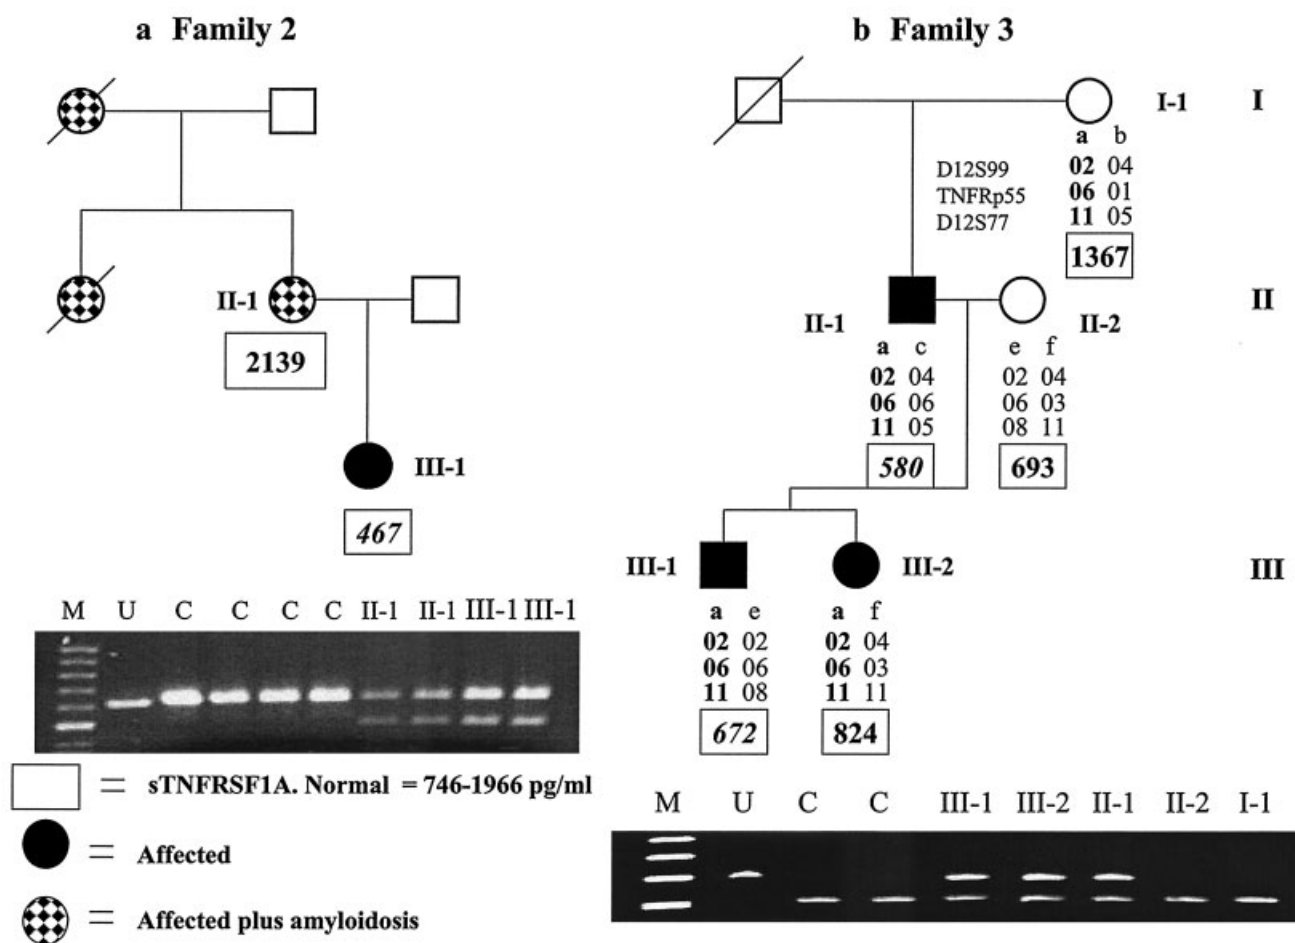 a Family 2
II-1
2139
III-1
467
M U C C C C II-1 II-1 III-1 III-1
= sTNFRSF1A. Normal = 746-1966 pg/ml
= Affected
= Affected plus amyloidosis
b Family 3
I-1 I
a b
D12S99 02 04
TNFRp55 06 01
D12S77 11 05
1367
II-1 II-2 II
a c e f
02 04 02 04
06 06 06 03
11 05 08 11
580 693
III-1 III-2 III
a e a f
02 02 02 04
06 06 06 03
11 08 11 11
672 824
M U C C III-1 III-2 II-1 II-2 I-1